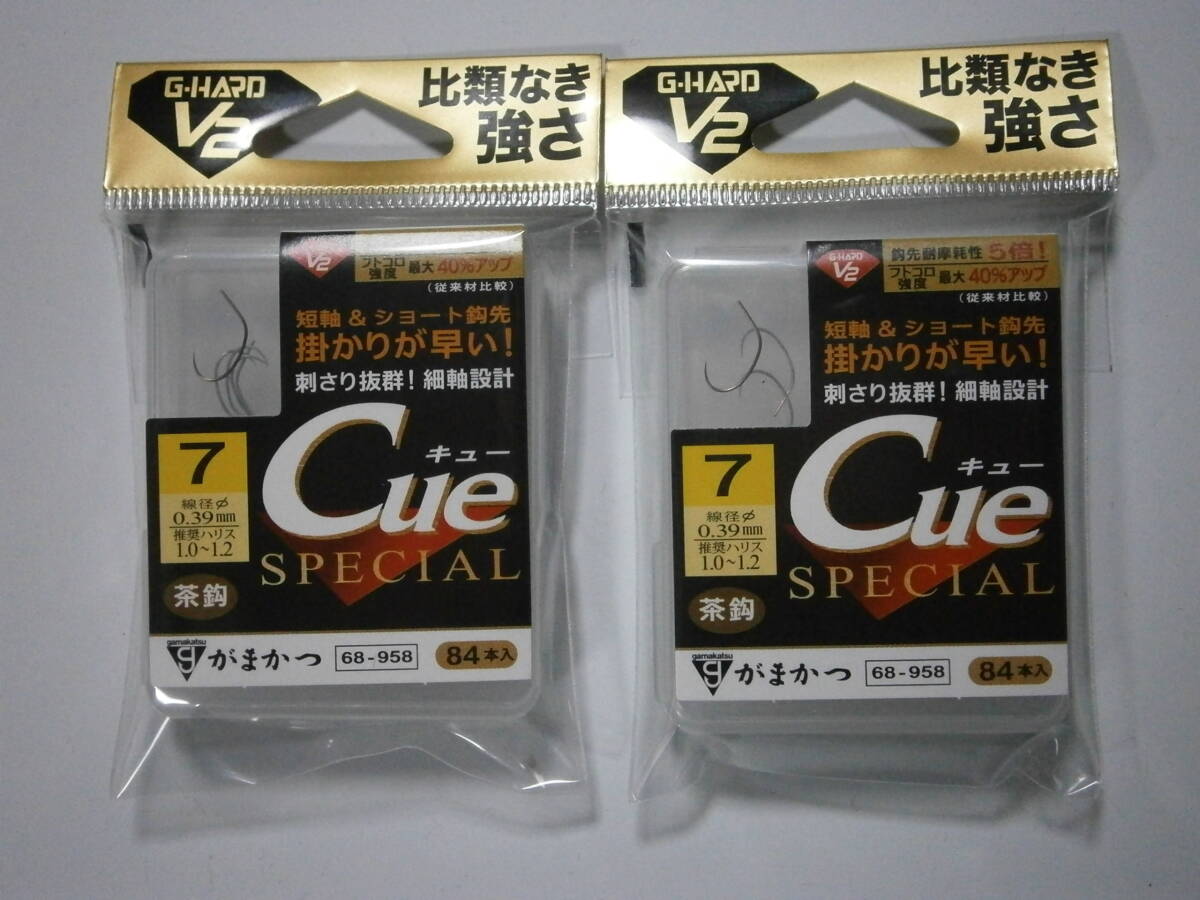 G-HARD
V2
比類なき
強さ
V2
フトコロ
強度 最大 40%アップ
(従来材比較)
短軸 & ショート鈎先
掛かりが早い!
刺さり抜群! 細軸設計
キュー
Cue
SPECIAL
7
線径φ
0.39mm
推奨ハリス
1.0~1.2
茶鈎
gamakatsu
がまかつ
68-958
84本入
G-HARD
V2
比類なき
強さ
G-HARD
V2
鈎先耐摩耗性 5倍!
フトコロ
強度 最大 40%アップ
(従来材比較)
短軸 & ショート鈎先
掛かりが早い!
刺さり抜群! 細軸設計
キュー
Cue
SPECIAL
7
線径φ
0.39mm
推奨ハリス
1.0~1.2
茶鈎
gamakatsu
がまかつ
68-958
84本入